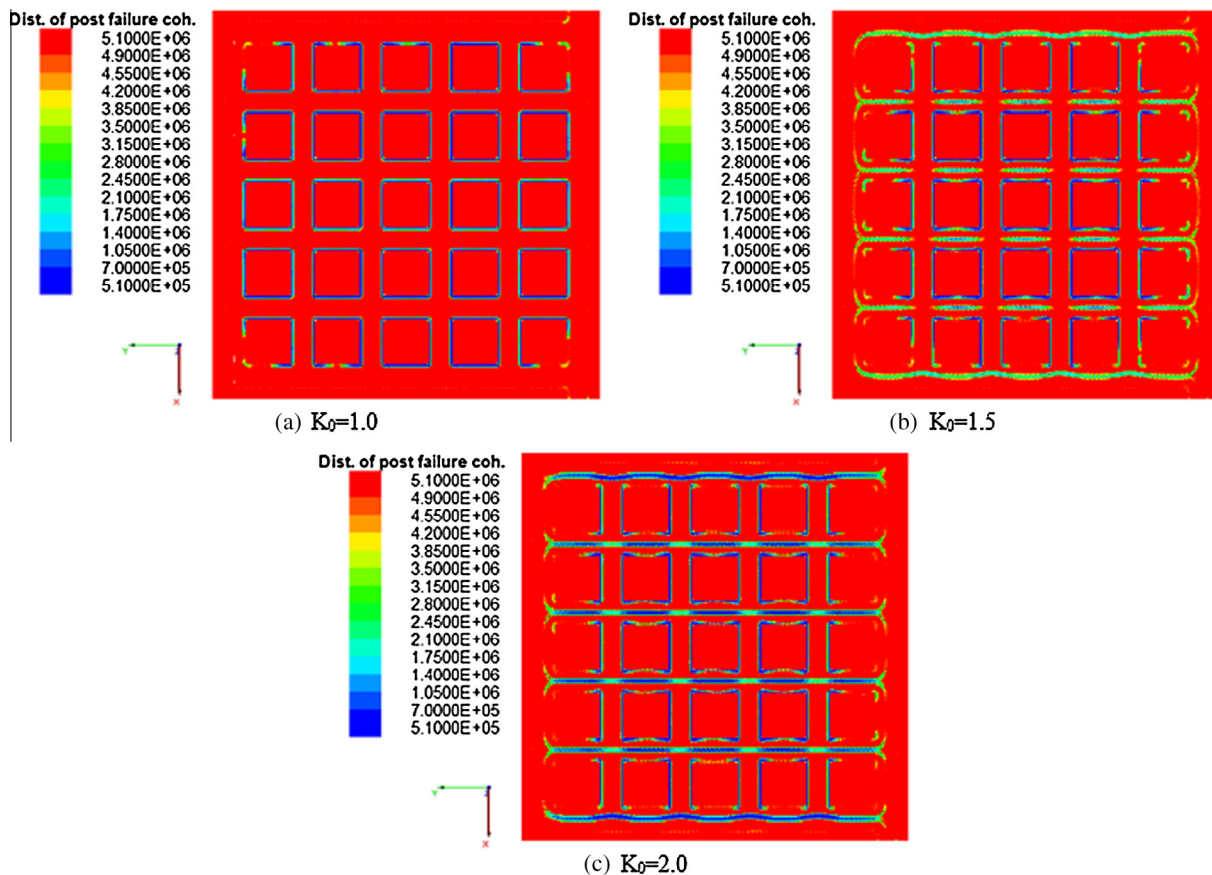 Dist. of post failure coh.
5.1000E+06
4.9000E+06
4.5500E+06
4.2000E+06
3.8500E+06
3.5000E+06
3.1500E+06
2.8000E+06
2.4500E+06
2.1000E+06
1.7500E+06
1.4000E+06
1.0500E+06
7.0000E+05
5.1000E+05
Y
Z
X
(a) K₀=1.0
Dist. of post failure coh.
5.1000E+06
4.9000E+06
4.5500E+06
4.2000E+06
3.8500E+06
3.5000E+06
3.1500E+06
2.8000E+06
2.4500E+06
2.1000E+06
1.7500E+06
1.4000E+06
1.0500E+06
7.0000E+05
5.1000E+05
Y
Z
X
(b) K₀=1.5
Dist. of post failure coh.
5.1000E+06
4.9000E+06
4.5500E+06
4.2000E+06
3.8500E+06
3.5000E+06
3.1500E+06
2.8000E+06
2.4500E+06
2.1000E+06
1.7500E+06
1.4000E+06
1.0500E+06
7.0000E+05
5.1000E+05
Y
X
(c) K₀=2.0